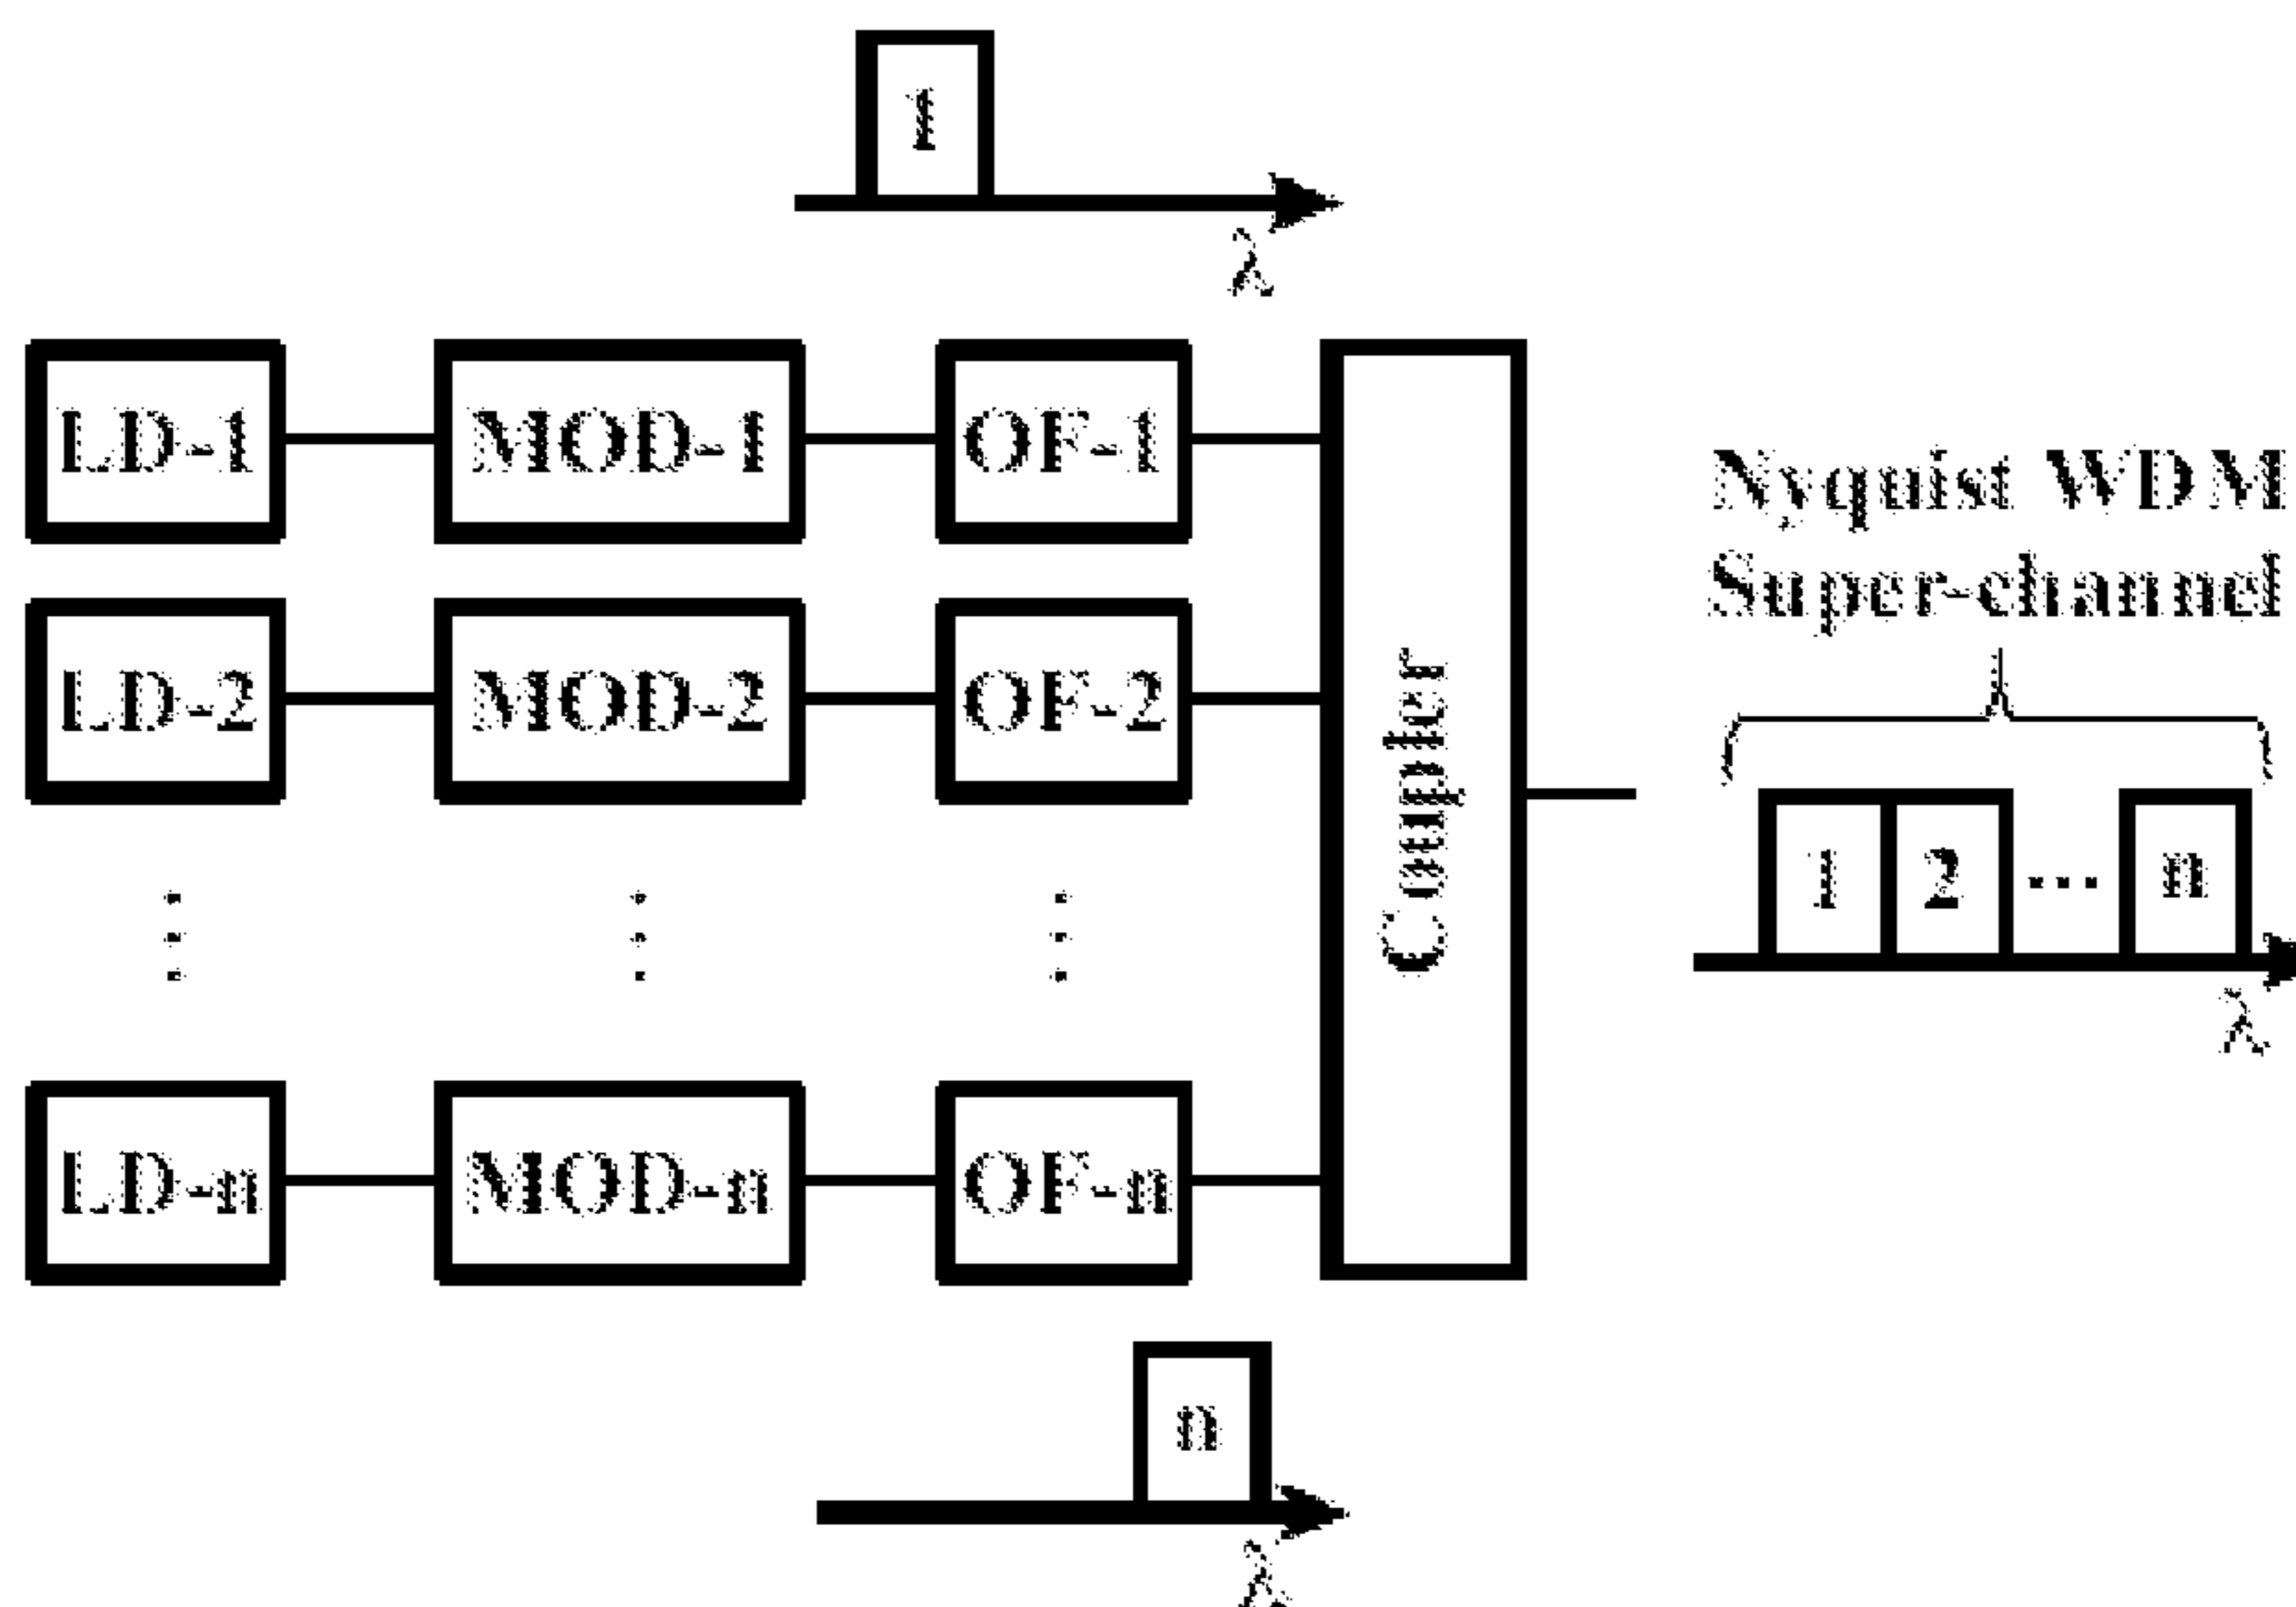 1
λ
LD-1 MOD-1 OF-1
Nyquist WDM
Super-channel
LD-2 MOD-2 OF-2
Coupler
1 2 ... n
λ
LD-n MOD-n OF-n
n
λ